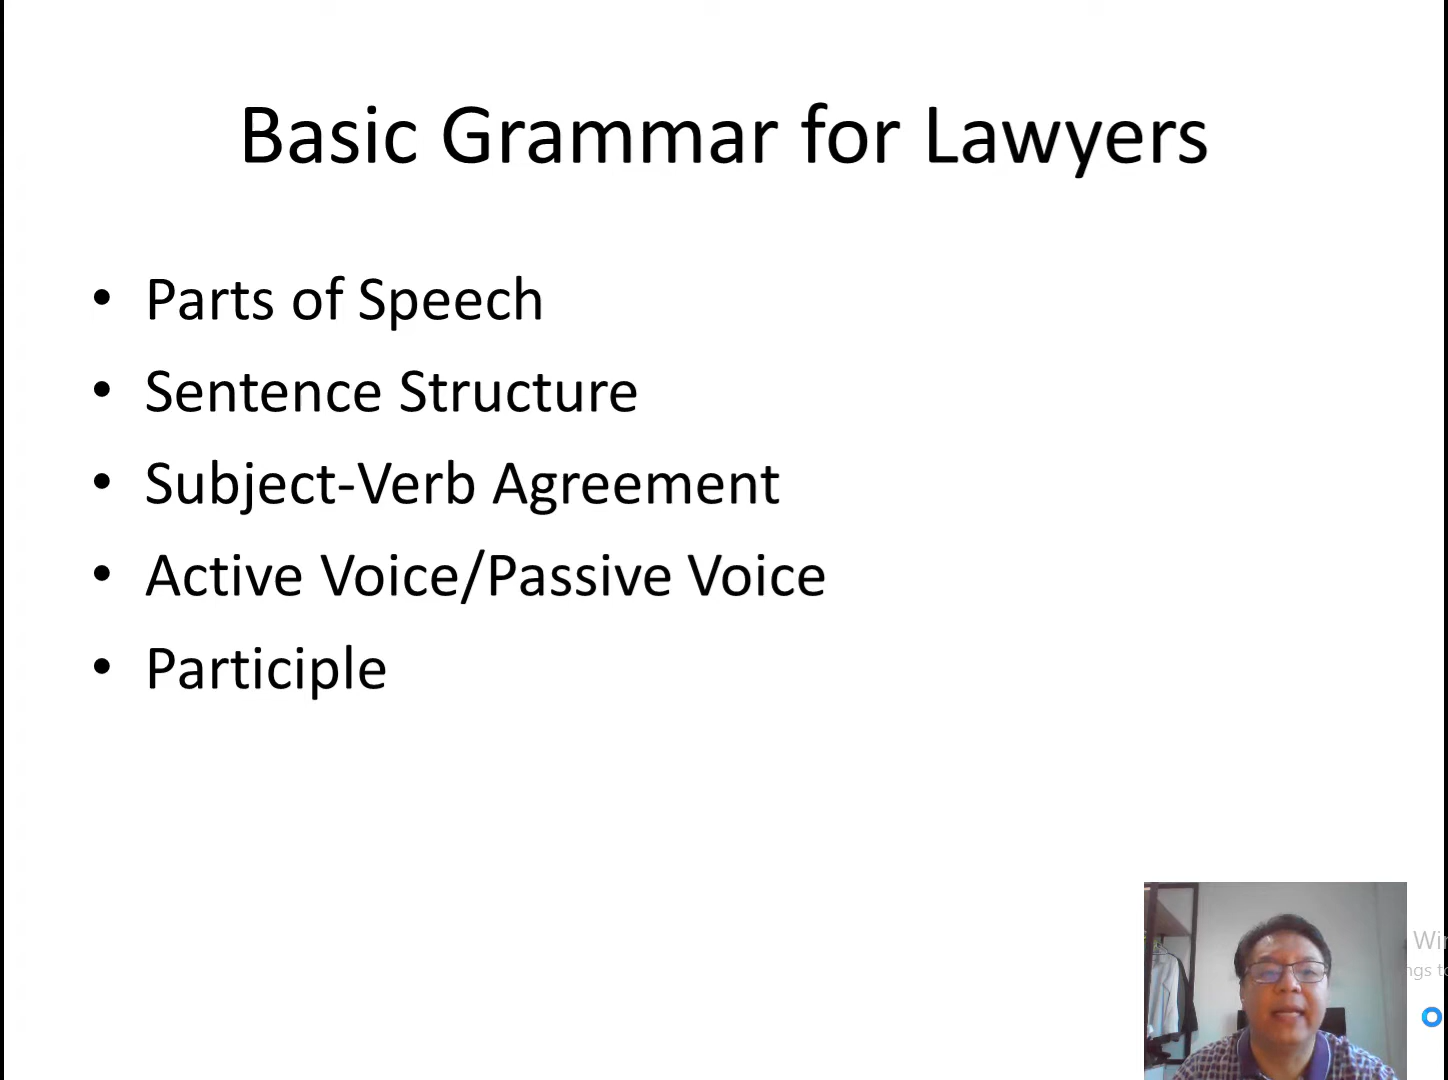 Basic Grammar for Lawyers
• Parts of Speech
• Sentence Structure
• Subject-Verb Agreement
• Active Voice/Passive Voice
• Participle